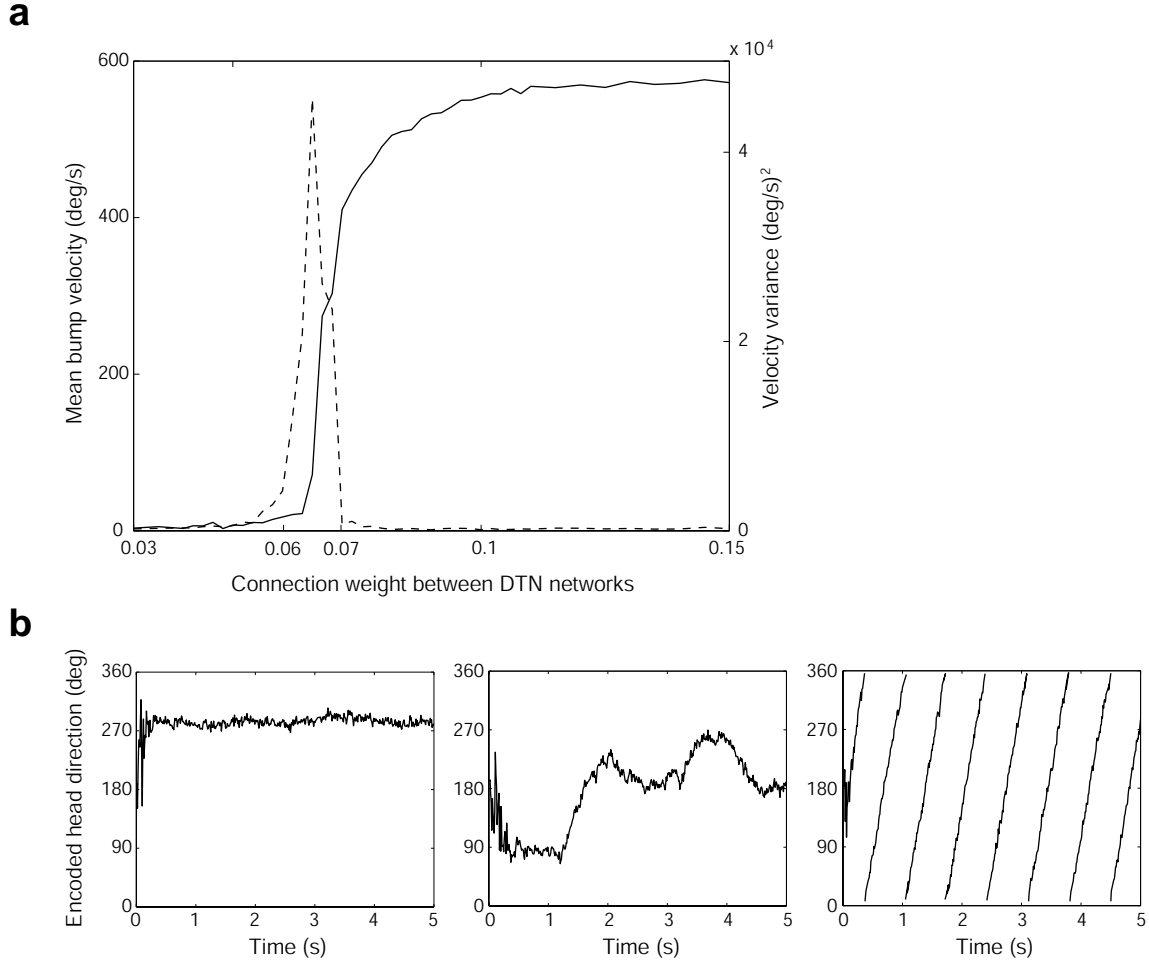 a
x 10⁴
600
400
200
0
4
2
0
Mean bump velocity (deg/s)
Velocity variance (deg/s)²
0.03
0.06
0.07
0.1
0.15
Connection weight between DTN networks
b
Encoded head direction (deg)
360
270
180
90
0
0 1 2 3 4 5
Time (s)
360
270
180
90
0
0 1 2 3 4 5
Time (s)
360
270
180
90
0
0 1 2 3 4 5
Time (s)